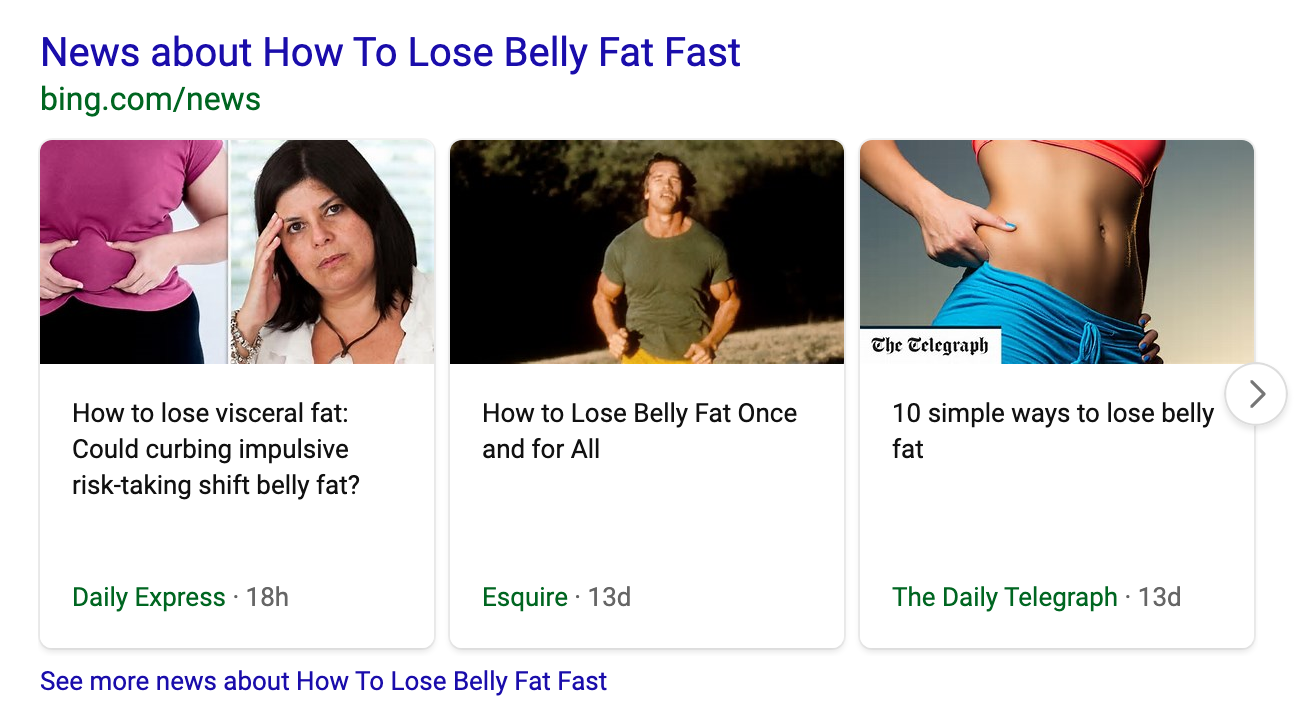 News about How To Lose Belly Fat Fast
bing.com/news
The Telegraph
How to lose visceral fat:
Could curbing impulsive
risk-taking shift belly fat?
Daily Express · 18h
How to Lose Belly Fat Once
and for All
Esquire · 13d
10 simple ways to lose belly
fat
The Daily Telegraph · 13d
See more news about How To Lose Belly Fat Fast